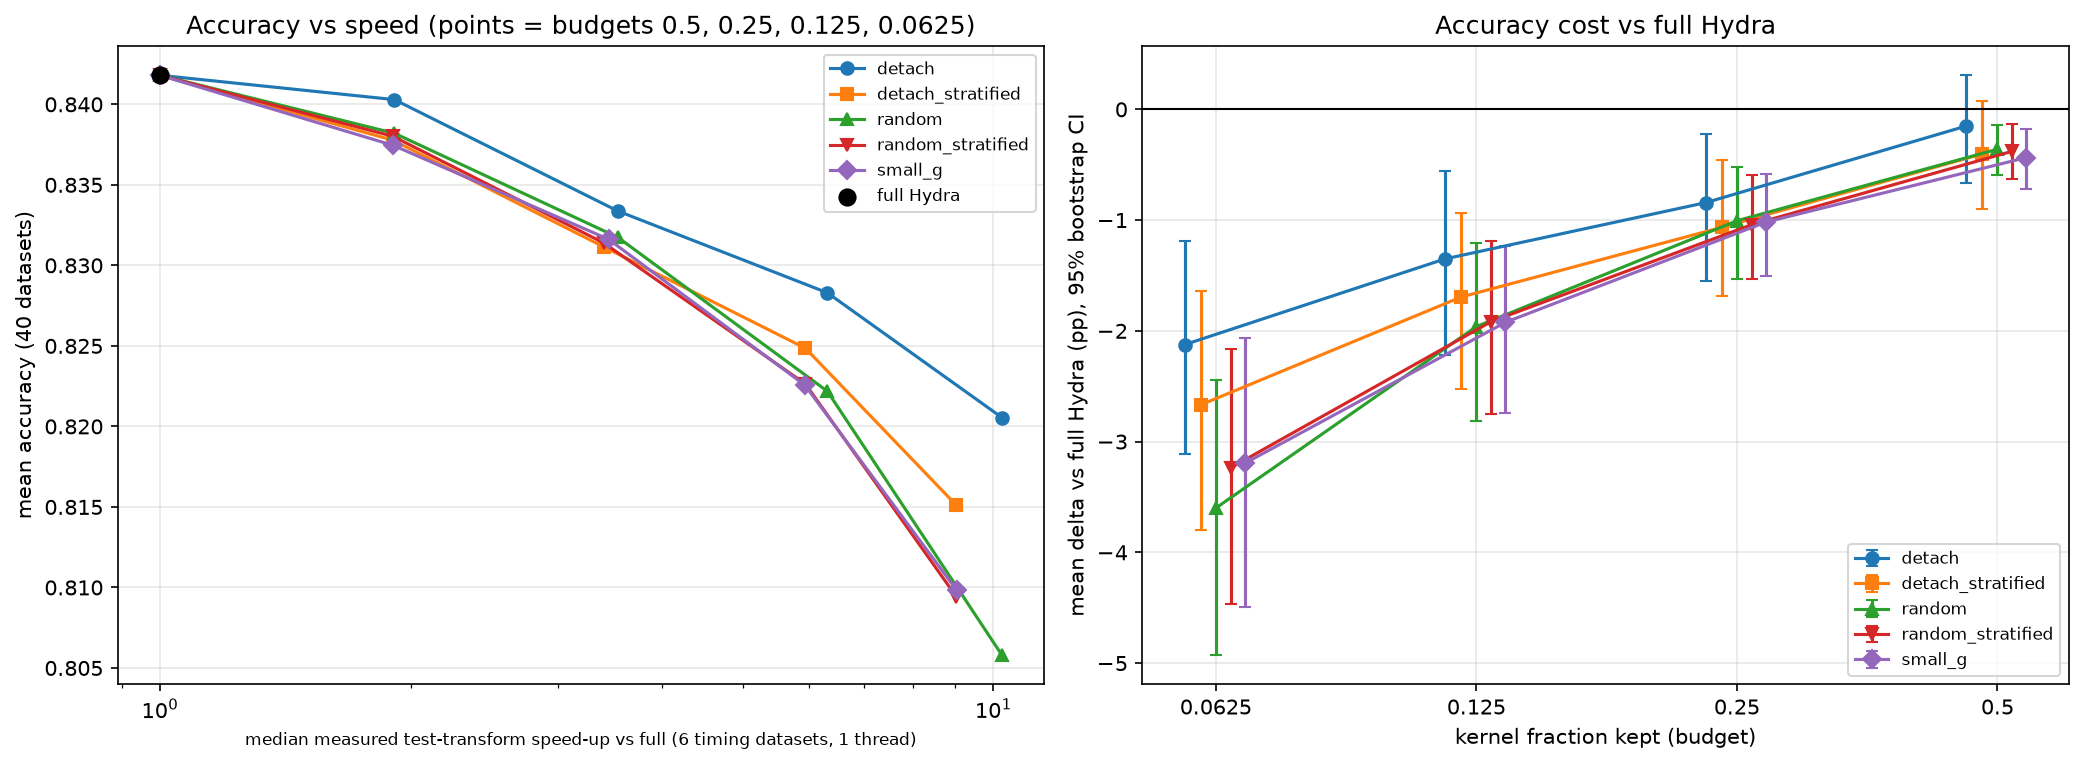 Accuracy vs speed (points = budgets 0.5, 0.25, 0.125, 0.0625)
mean accuracy (40 datasets)
0.840
0.835
0.830
0.825
0.820
0.815
0.810
0.805
detach
detach_stratified
random
random_stratified
small_g
full Hydra
10⁰
10¹
median measured test-transform speed-up vs full (6 timing datasets, 1 thread)
Accuracy cost vs full Hydra
mean delta vs full Hydra (pp), 95% bootstrap CI
0
−1
−2
−3
−4
−5
detach
detach_stratified
random
random_stratified
small_g
0.0625
0.125
0.25
0.5
kernel fraction kept (budget)